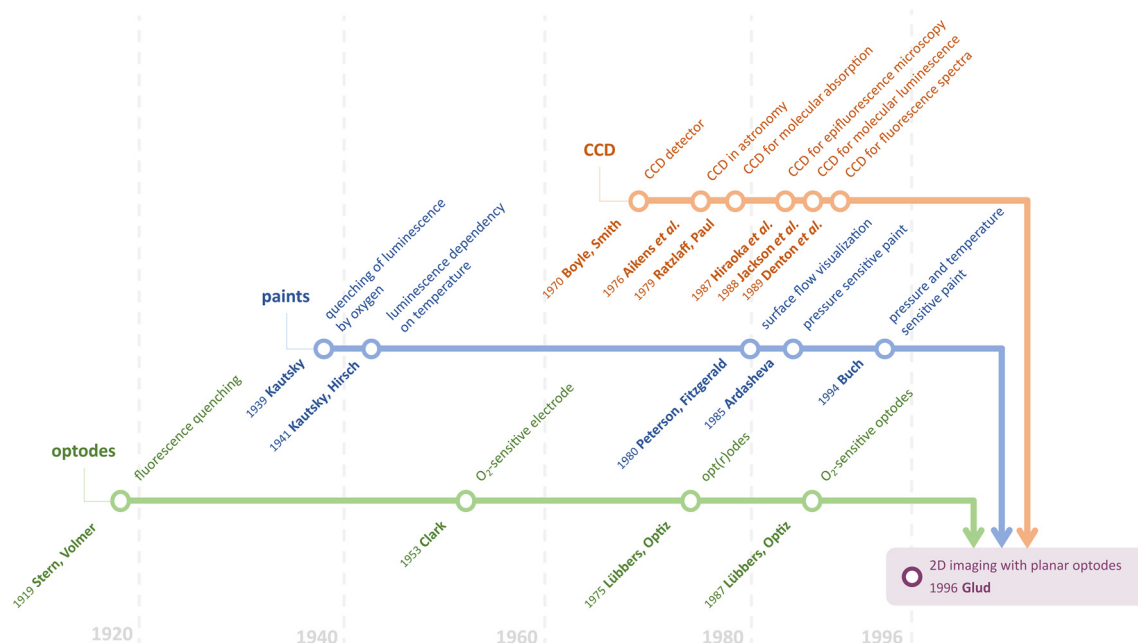 CCD
CCD detector
CCD in astronomy
CCD for molecular absorption
CCD for epifluorescence microscopy
CCD for molecular luminescence
CCD for fluorescence spectra
1970 Boyle, Smith
1976 Aikens et al.
1979 Ratzlaff, Paul
1987 Hiraoka et al.
1988 Jackson et al.
1989 Denton et al.
paints
quenching of luminescence
by oxygen
luminescence dependency
on temperature
surface flow visualization
pressure sensitive paint
pressure and temperature
sensitive paint
1939 Kautsky
1941 Kautsky, Hirsch
1980 Peterson, Fitzgerald
1985 Ardasheva
1994 Buch
optodes
fluorescence quenching
O₂-sensitive electrode
opt(r)odes
O₂-sensitive optodes
1919 Stern, Volmer
1953 Clark
1975 Lübbers, Optiz
1987 Lübbers, Optiz
2D imaging with planar optodes
1996 Glud
1920
1940
1960
1980
1996